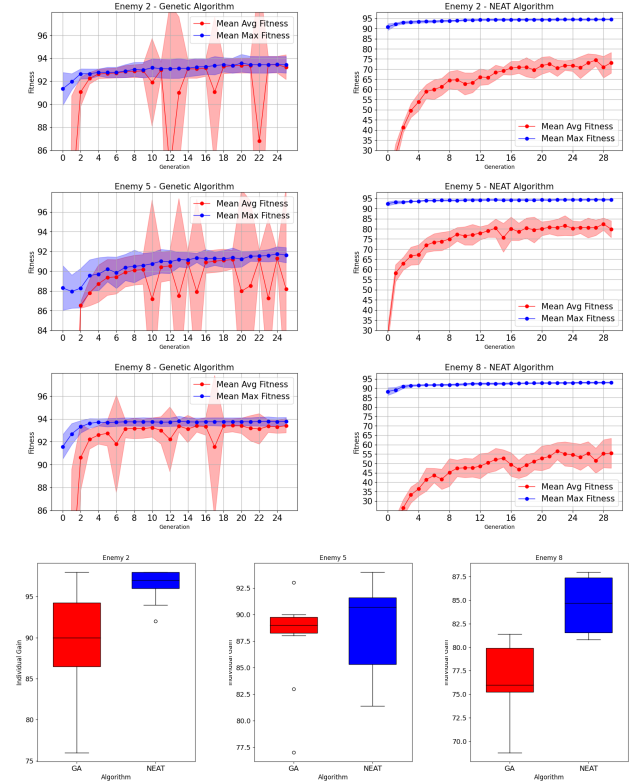 Enemy 2 - Genetic Algorithm
Mean Avg Fitness
Mean Max Fitness
Fitness
96
94
92
90
88
86
0 2 4 6 8 10 12 14 16 18 20 22 24
Generation
Enemy 2 - NEAT Algorithm
Mean Avg Fitness
Mean Max Fitness
Fitness
95
90
85
80
75
70
65
60
55
50
45
40
35
30
0 4 8 12 16 20 24 28
Generation
Enemy 5 - Genetic Algorithm
Mean Avg Fitness
Mean Max Fitness
Fitness
96
94
92
90
88
86
84
0 2 4 6 8 10 12 14 16 18 20 22 24
Generation
Enemy 5 - NEAT Algorithm
Mean Avg Fitness
Mean Max Fitness
Fitness
95
90
85
80
75
70
65
60
55
50
45
40
35
30
0 4 8 12 16 20 24 28
Generation
Enemy 8 - Genetic Algorithm
Mean Avg Fitness
Mean Max Fitness
Fitness
96
94
92
90
88
86
0 2 4 6 8 10 12 14 16 18 20 22 24
Generation
Enemy 8 - NEAT Algorithm
Mean Avg Fitness
Mean Max Fitness
Fitness
95
90
85
80
75
70
65
60
55
50
45
40
35
30
25
0 4 8 12 16 20 24 28
Generation
Enemy 2
Individual Gain
95
90
85
80
75
GA NEAT
Algorithm
Enemy 5
Individual Gain
92.5
90.0
87.5
85.0
82.5
80.0
77.5
GA NEAT
Algorithm
Enemy 8
Individual Gain
87.5
85.0
82.5
80.0
77.5
75.0
72.5
70.0
GA NEAT
Algorithm